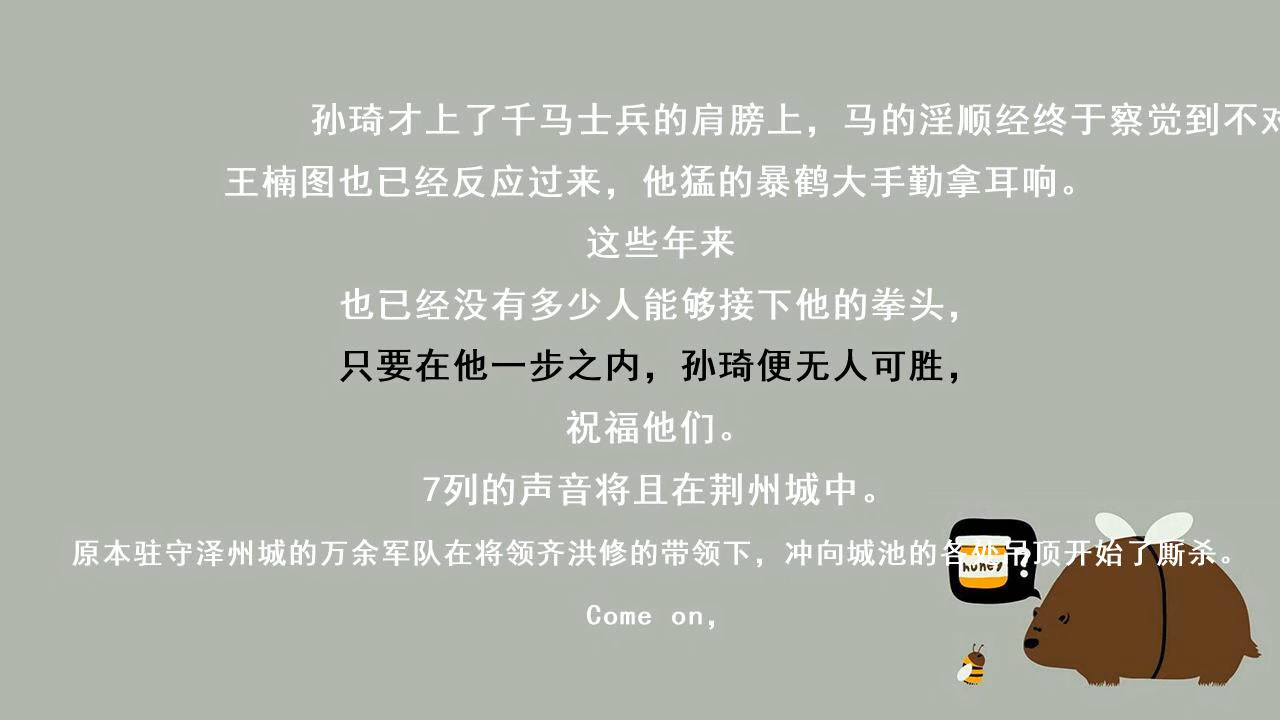 孙琦才上了千马士兵的肩膀上，马的淫顺经终于察觉到不对
王楠图也已经反应过来，他猛的暴鹤大手勤拿耳响。
这些年来
也已经没有多少人能够接下他的拳头，
只要在他一步之内，孙琦便无人可胜，
祝福他们。
7列的声音将且在荆州城中。
原本驻守泽州城的万余军队在将领齐洪修的带领下，冲向城池的各处吊顶开始了厮杀。
honey?
Come on，